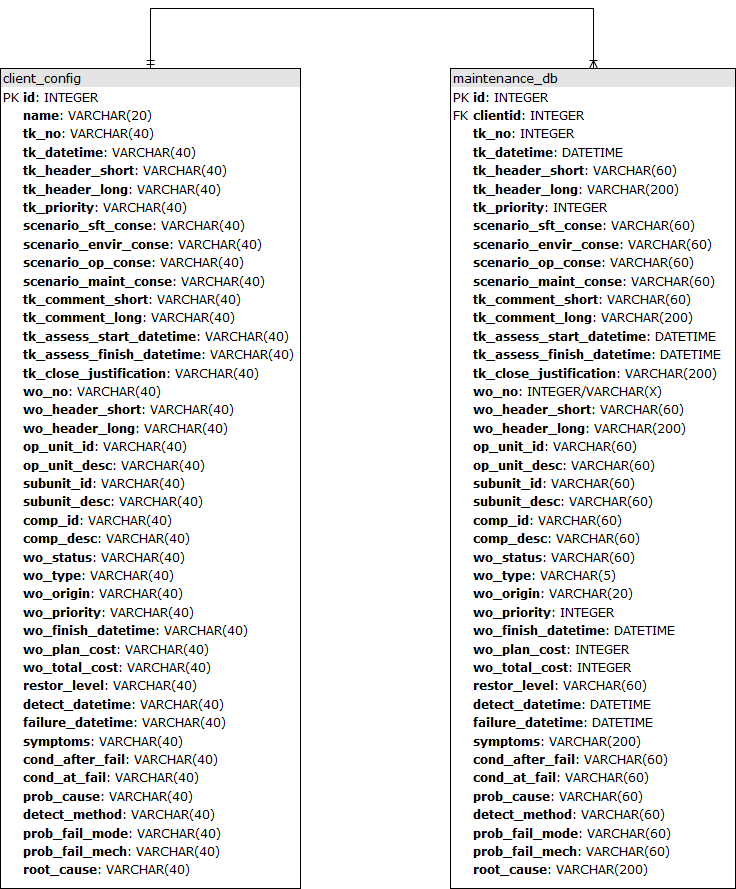 client_config
PK id: INTEGER
name: VARCHAR(20)
tk_no: VARCHAR(40)
tk_datetime: VARCHAR(40)
tk_header_short: VARCHAR(40)
tk_header_long: VARCHAR(40)
tk_priority: VARCHAR(40)
scenario_sft_conse: VARCHAR(40)
scenario_envir_conse: VARCHAR(40)
scenario_op_conse: VARCHAR(40)
scenario_maint_conse: VARCHAR(40)
tk_comment_short: VARCHAR(40)
tk_comment_long: VARCHAR(40)
tk_assess_start_datetime: VARCHAR(40)
tk_assess_finish_datetime: VARCHAR(40)
tk_close_justification: VARCHAR(40)
wo_no: VARCHAR(40)
wo_header_short: VARCHAR(40)
wo_header_long: VARCHAR(40)
op_unit_id: VARCHAR(40)
op_unit_desc: VARCHAR(40)
subunit_id: VARCHAR(40)
subunit_desc: VARCHAR(40)
comp_id: VARCHAR(40)
comp_desc: VARCHAR(40)
wo_status: VARCHAR(40)
wo_type: VARCHAR(40)
wo_origin: VARCHAR(40)
wo_priority: VARCHAR(40)
wo_finish_datetime: VARCHAR(40)
wo_plan_cost: VARCHAR(40)
wo_total_cost: VARCHAR(40)
restor_level: VARCHAR(40)
detect_datetime: VARCHAR(40)
failure_datetime: VARCHAR(40)
symptoms: VARCHAR(40)
cond_after_fail: VARCHAR(40)
cond_at_fail: VARCHAR(40)
prob_cause: VARCHAR(40)
detect_method: VARCHAR(40)
prob_fail_mode: VARCHAR(40)
prob_fail_mech: VARCHAR(40)
root_cause: VARCHAR(40)
maintenance_db
PK id: INTEGER
FK clientid: INTEGER
tk_no: INTEGER
tk_datetime: DATETIME
tk_header_short: VARCHAR(60)
tk_header_long: VARCHAR(200)
tk_priority: INTEGER
scenario_sft_conse: VARCHAR(60)
scenario_envir_conse: VARCHAR(60)
scenario_op_conse: VARCHAR(60)
scenario_maint_conse: VARCHAR(60)
tk_comment_short: VARCHAR(60)
tk_comment_long: VARCHAR(200)
tk_assess_start_datetime: DATETIME
tk_assess_finish_datetime: DATETIME
tk_close_justification: VARCHAR(200)
wo_no: INTEGER/VARCHAR(X)
wo_header_short: VARCHAR(60)
wo_header_long: VARCHAR(200)
op_unit_id: VARCHAR(60)
op_unit_desc: VARCHAR(60)
subunit_id: VARCHAR(60)
subunit_desc: VARCHAR(60)
comp_id: VARCHAR(60)
comp_desc: VARCHAR(60)
wo_status: VARCHAR(60)
wo_type: VARCHAR(5)
wo_origin: VARCHAR(20)
wo_priority: INTEGER
wo_finish_datetime: DATETIME
wo_plan_cost: INTEGER
wo_total_cost: INTEGER
restor_level: VARCHAR(60)
detect_datetime: DATETIME
failure_datetime: DATETIME
symptoms: VARCHAR(200)
cond_after_fail: VARCHAR(60)
cond_at_fail: VARCHAR(60)
prob_cause: VARCHAR(60)
detect_method: VARCHAR(60)
prob_fail_mode: VARCHAR(60)
prob_fail_mech: VARCHAR(60)
root_cause: VARCHAR(200)